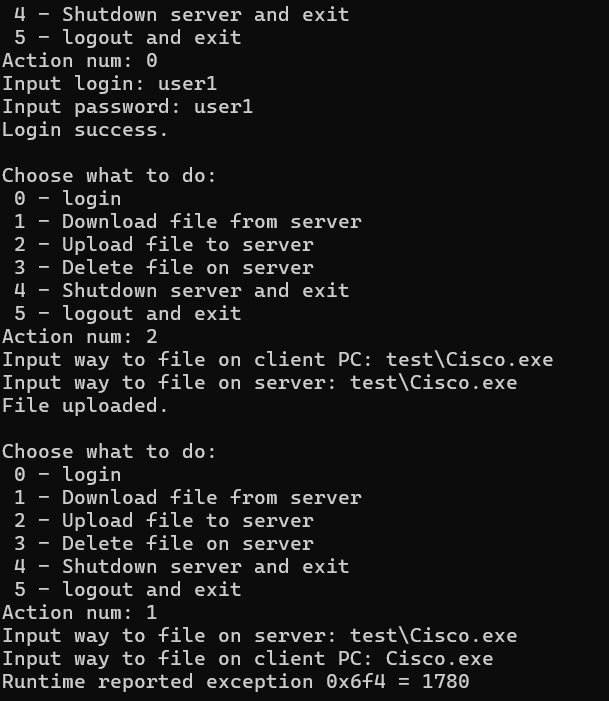 4 - Shutdown server and exit
5 - logout and exit
Action num: 0
Input login: user1
Input password: user1
Login success.
Choose what to do:
0 - login
1 - Download file from server
2 - Upload file to server
3 - Delete file on server
4 - Shutdown server and exit
5 - logout and exit
Action num: 2
Input way to file on client PC: test\Cisco.exe
Input way to file on server: test\Cisco.exe
File uploaded.
Choose what to do:
0 - login
1 - Download file from server
2 - Upload file to server
3 - Delete file on server
4 - Shutdown server and exit
5 - logout and exit
Action num: 1
Input way to file on server: test\Cisco.exe
Input way to file on client PC: Cisco.exe
Runtime reported exception 0x6f4 = 1780